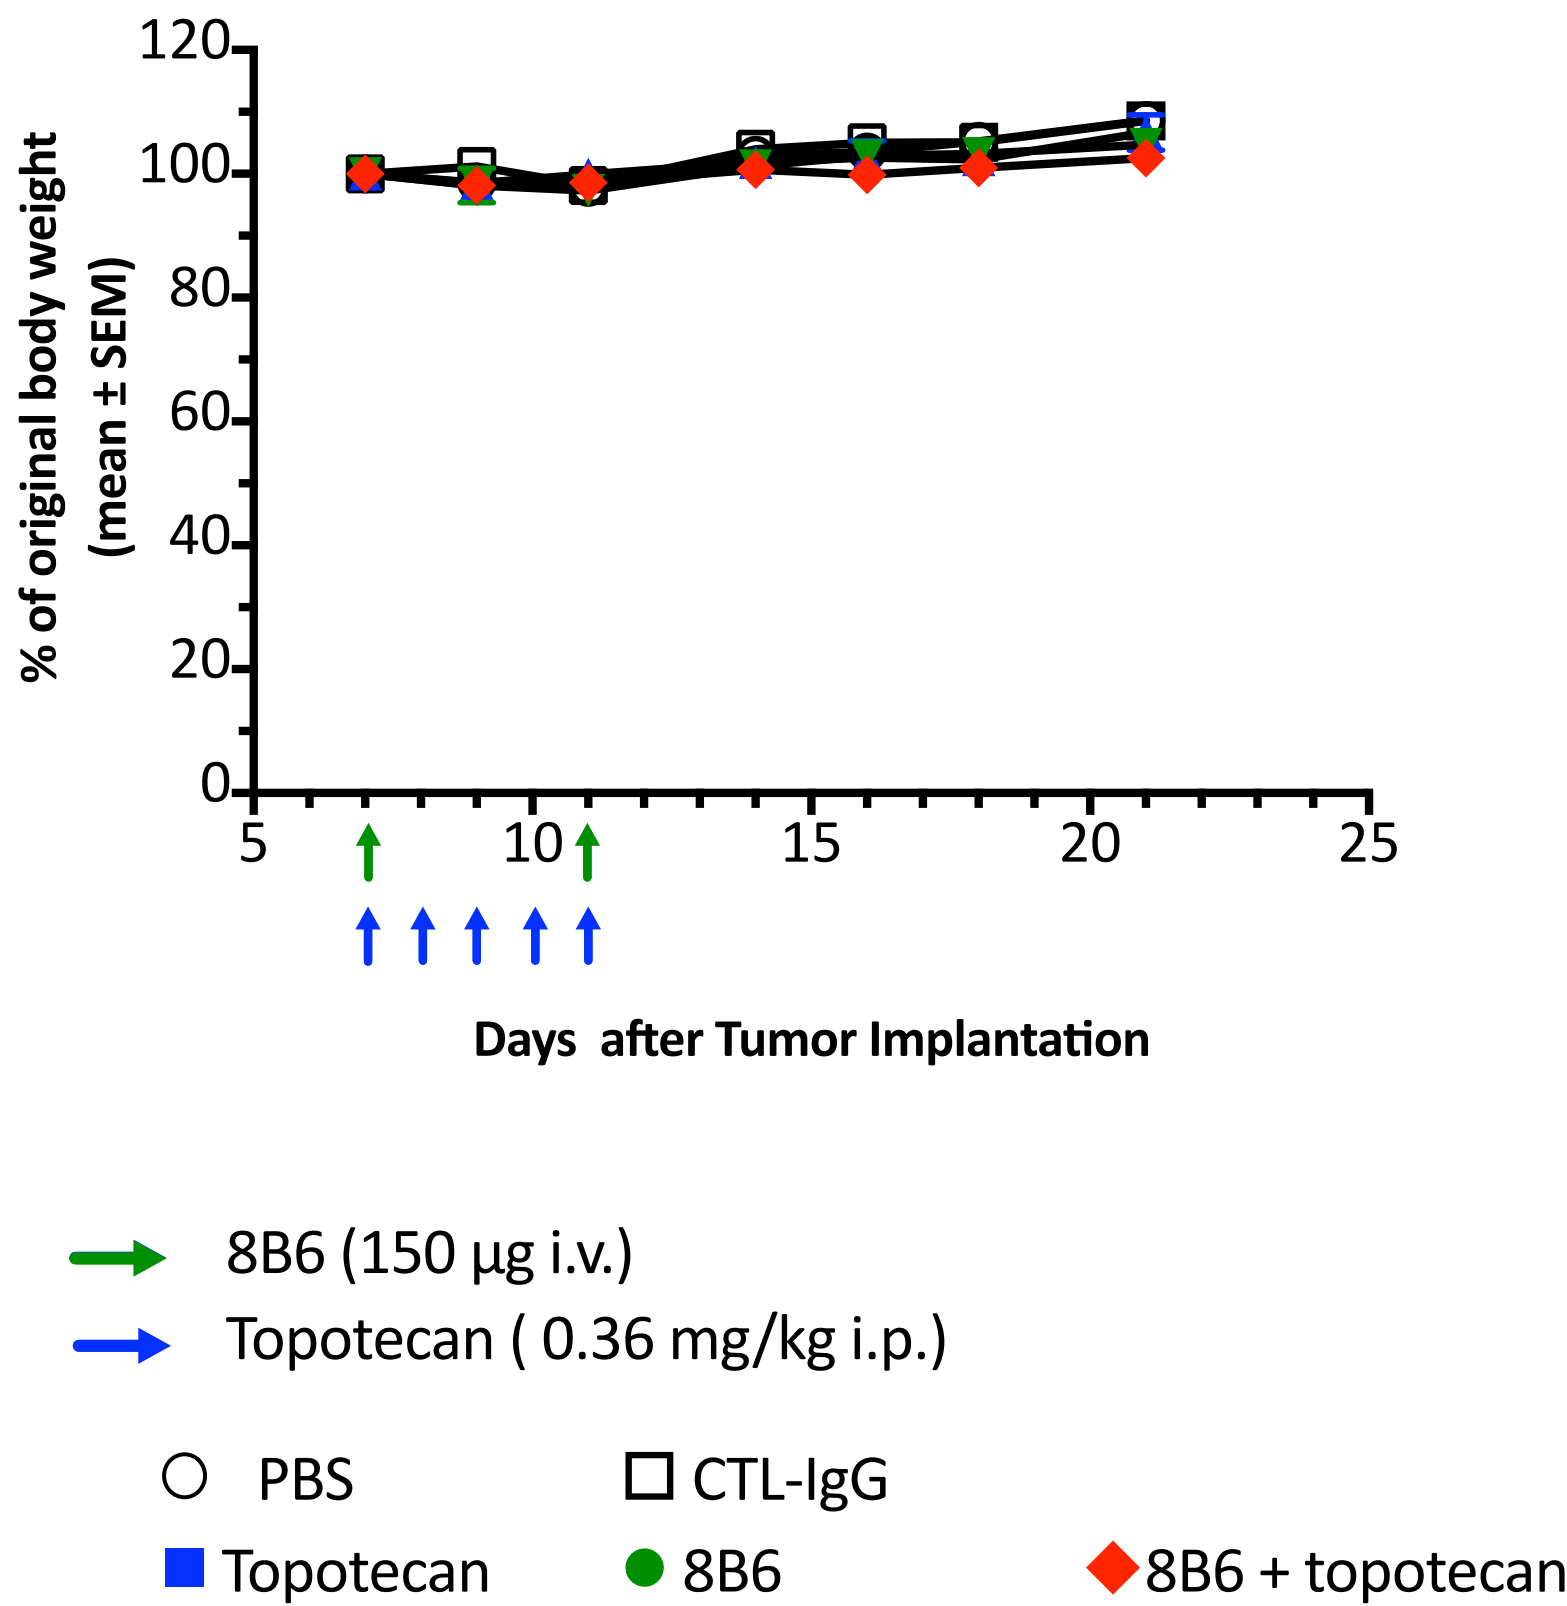 120
100
80
60
40
20
0
% of original body weight
(mean ± SEM)
5 10 15 20 25
Days after Tumor Implantation
8B6 (150 µg i.v.)
Topotecan ( 0.36 mg/kg i.p.)
PBS CTL-IgG
Topotecan 8B6 8B6 + topotecan